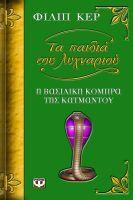 ΦΙΛΙΠ ΚΕΡ
Τα παιδιά
του λυχναριού
Η ΒΑΣΙΛΙΚΗ ΚΟΜΠΡΑ
ΤΗΣ ΚΑΤΜΑΝΤΟΥ